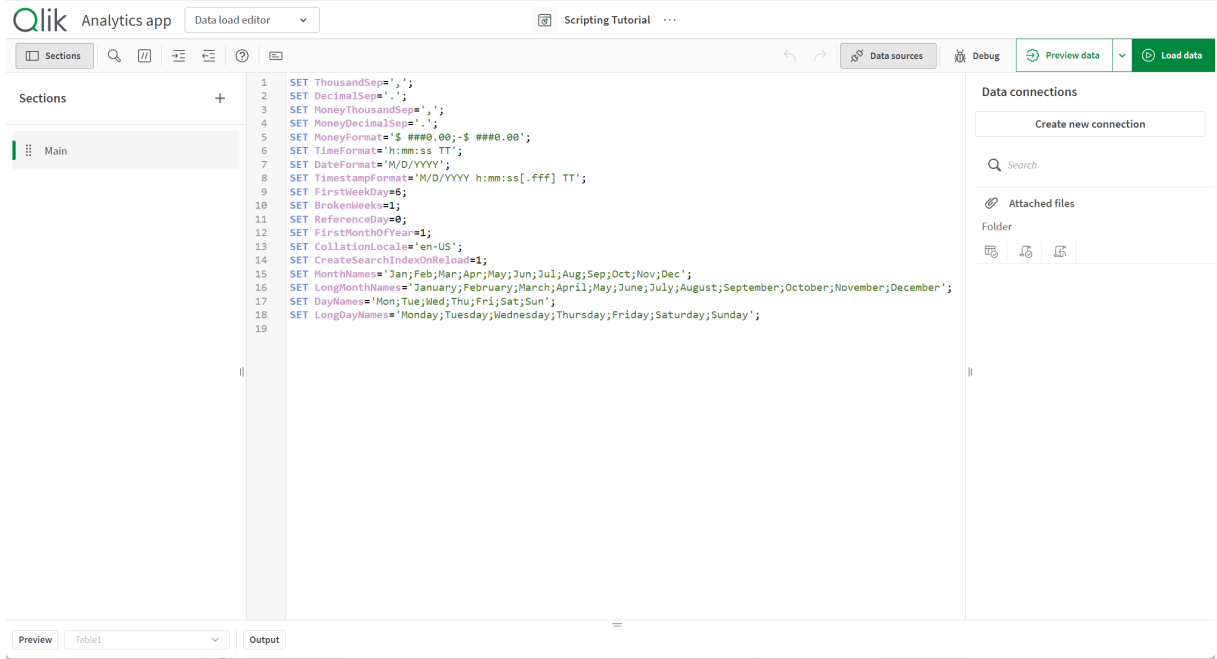 Qlik Analytics app Data load editor Scripting Tutorial ...
Sections // ? Data sources Debug Preview data Load data
Sections +
Main
1 SET ThousandSep=',';
2 SET DecimalSep='.';
3 SET MoneyThousandSep=',';
4 SET MoneyDecimalSep='.';
5 SET MoneyFormat='$ ###0.00;-$ ###0.00';
6 SET TimeFormat='h:mm:ss TT';
7 SET DateFormat='M/D/YYYY';
8 SET TimestampFormat='M/D/YYYY h:mm:ss[.fff] TT';
9 SET FirstWeekDay=6;
10 SET BrokenWeeks=1;
11 SET ReferenceDay=0;
12 SET FirstMonthOfYear=1;
13 SET CollationLocale='en-US';
14 SET CreateSearchIndexOnReload=1;
15 SET MonthNames='Jan;Feb;Mar;Apr;May;Jun;Jul;Aug;Sep;Oct;Nov;Dec';
16 SET LongMonthNames='January;February;March;April;May;June;July;August;September;October;November;December';
17 SET DayNames='Mon;Tue;Wed;Thu;Fri;Sat;Sun';
18 SET LongDayNames='Monday;Tuesday;Wednesday;Thursday;Friday;Saturday;Sunday';
19
Data connections
Create new connection
Search
Attached files
Folder
Preview Table1 Output